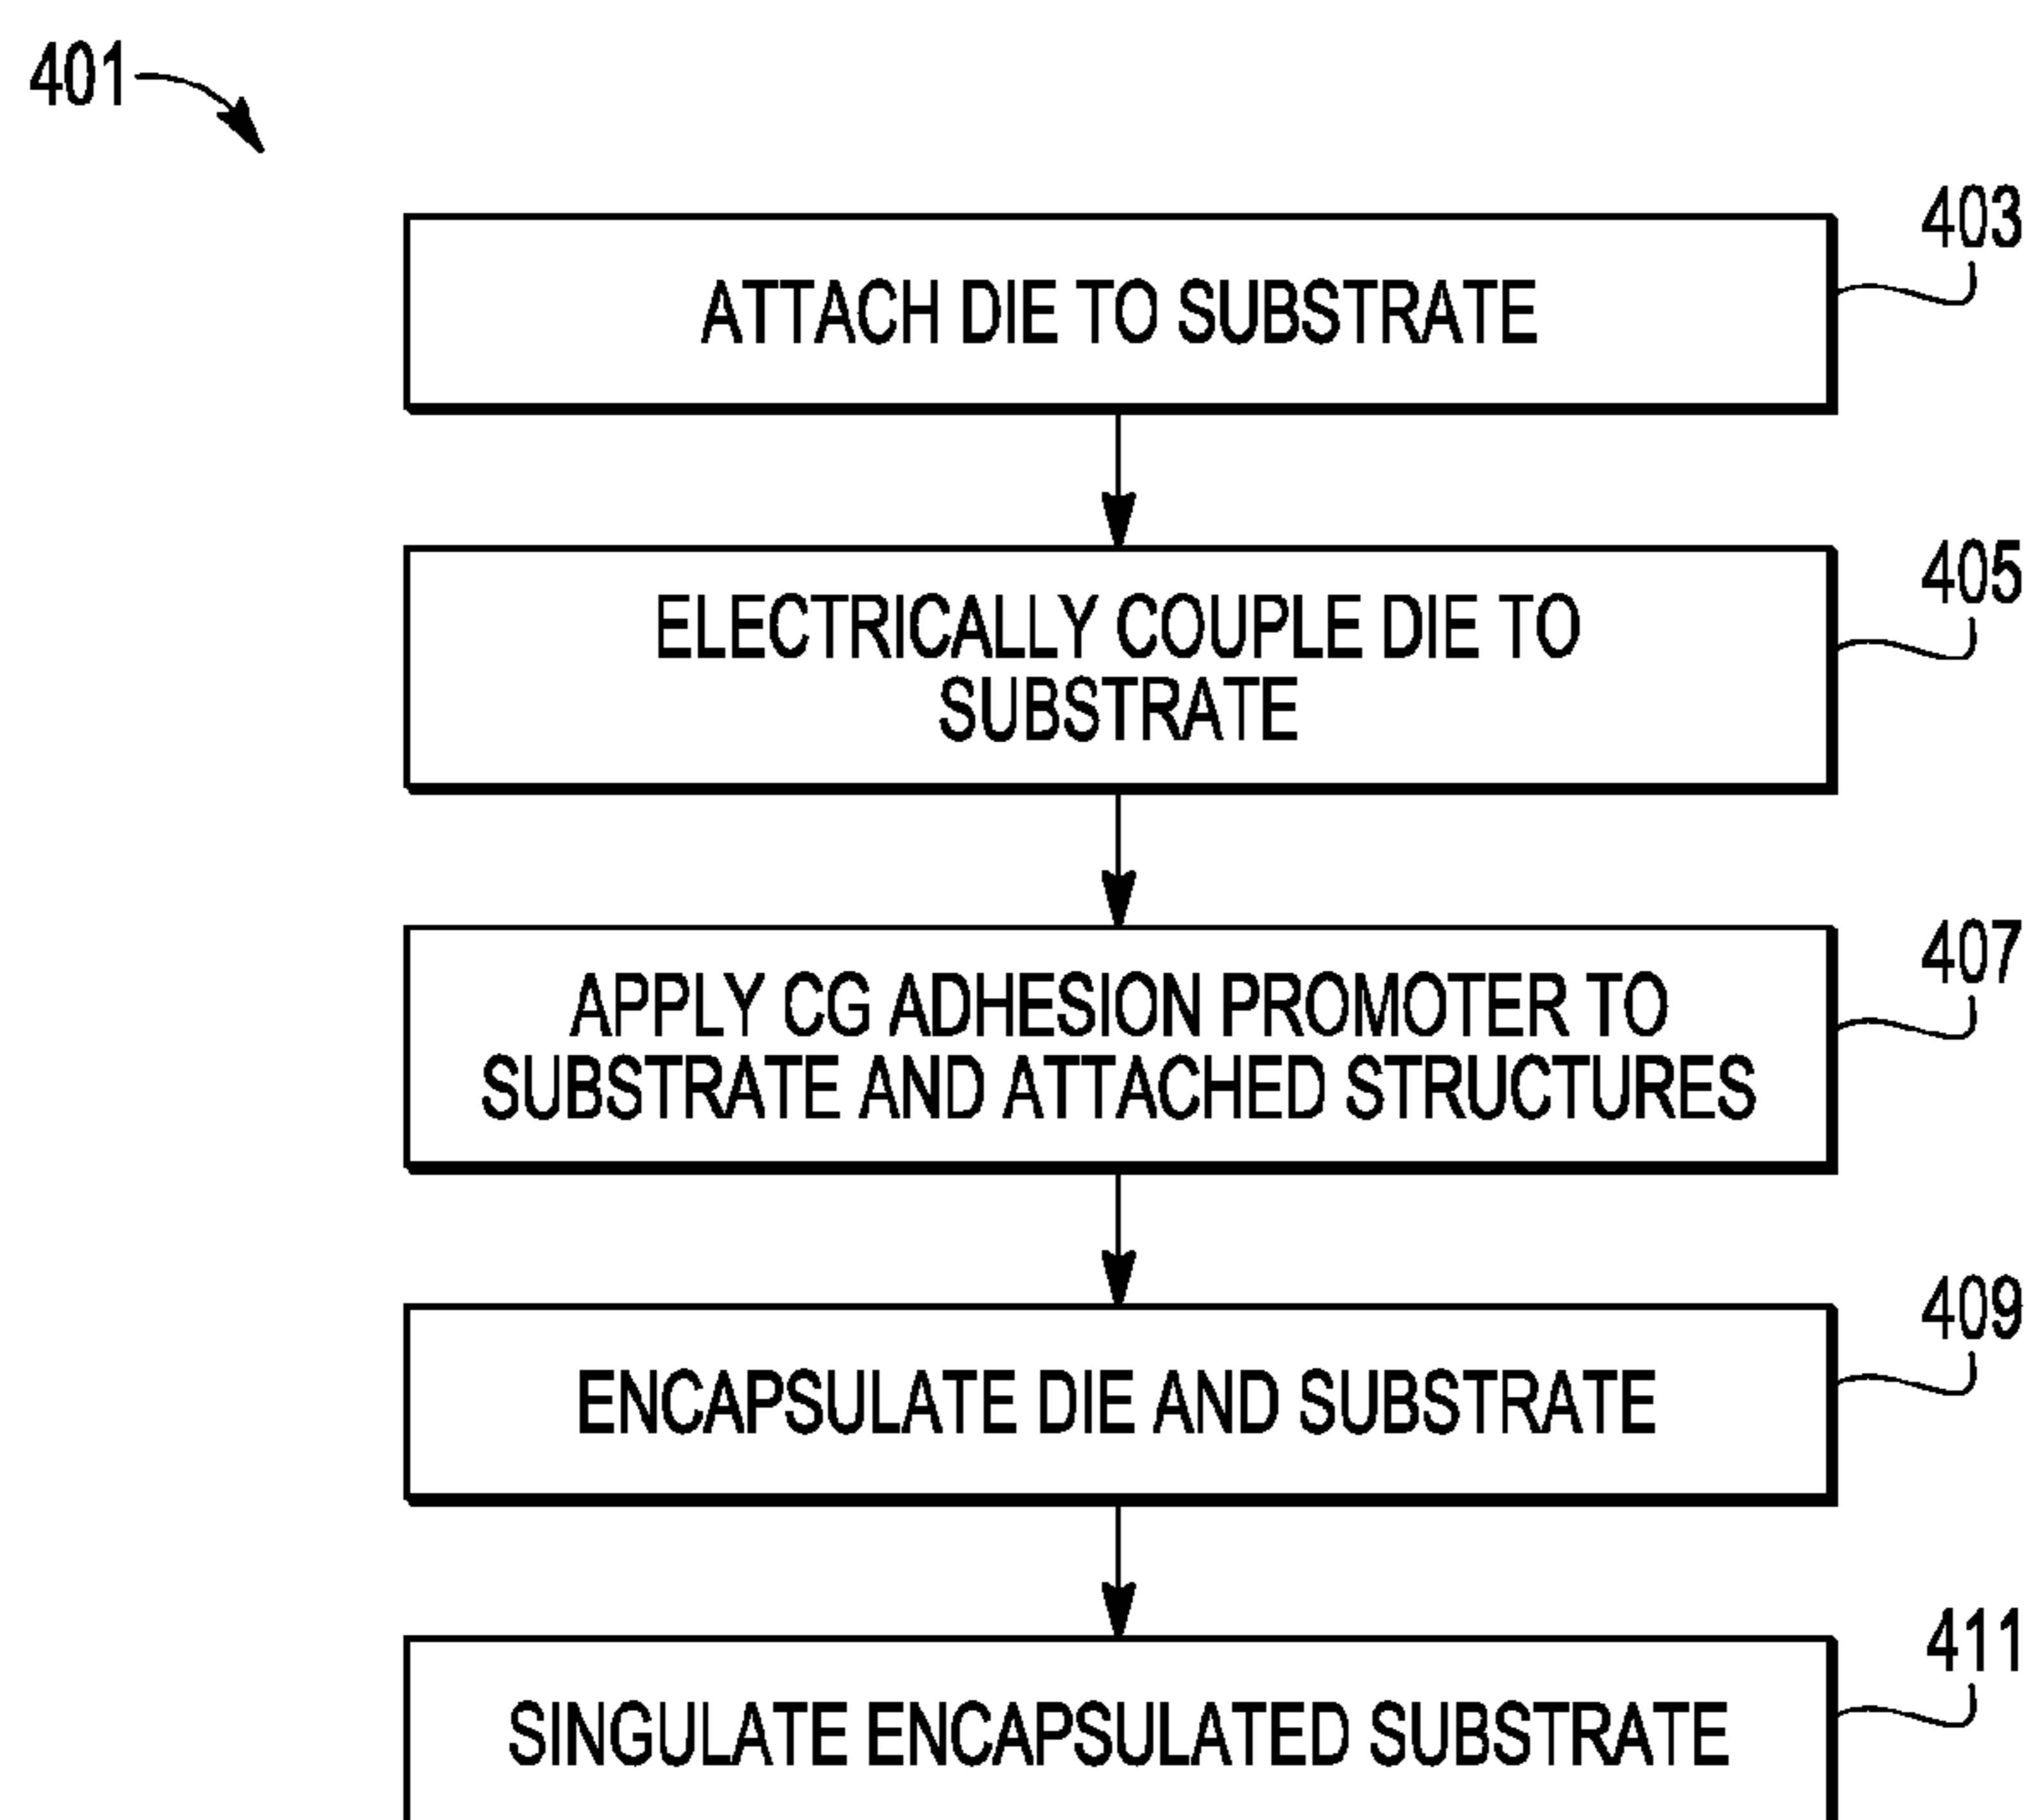 401
403
ATTACH DIE TO SUBSTRATE
405
ELECTRICALLY COUPLE DIE TO
SUBSTRATE
407
APPLY CG ADHESION PROMOTER TO
SUBSTRATE AND ATTACHED STRUCTURES
409
ENCAPSULATE DIE AND SUBSTRATE
411
SINGULATE ENCAPSULATED SUBSTRATE